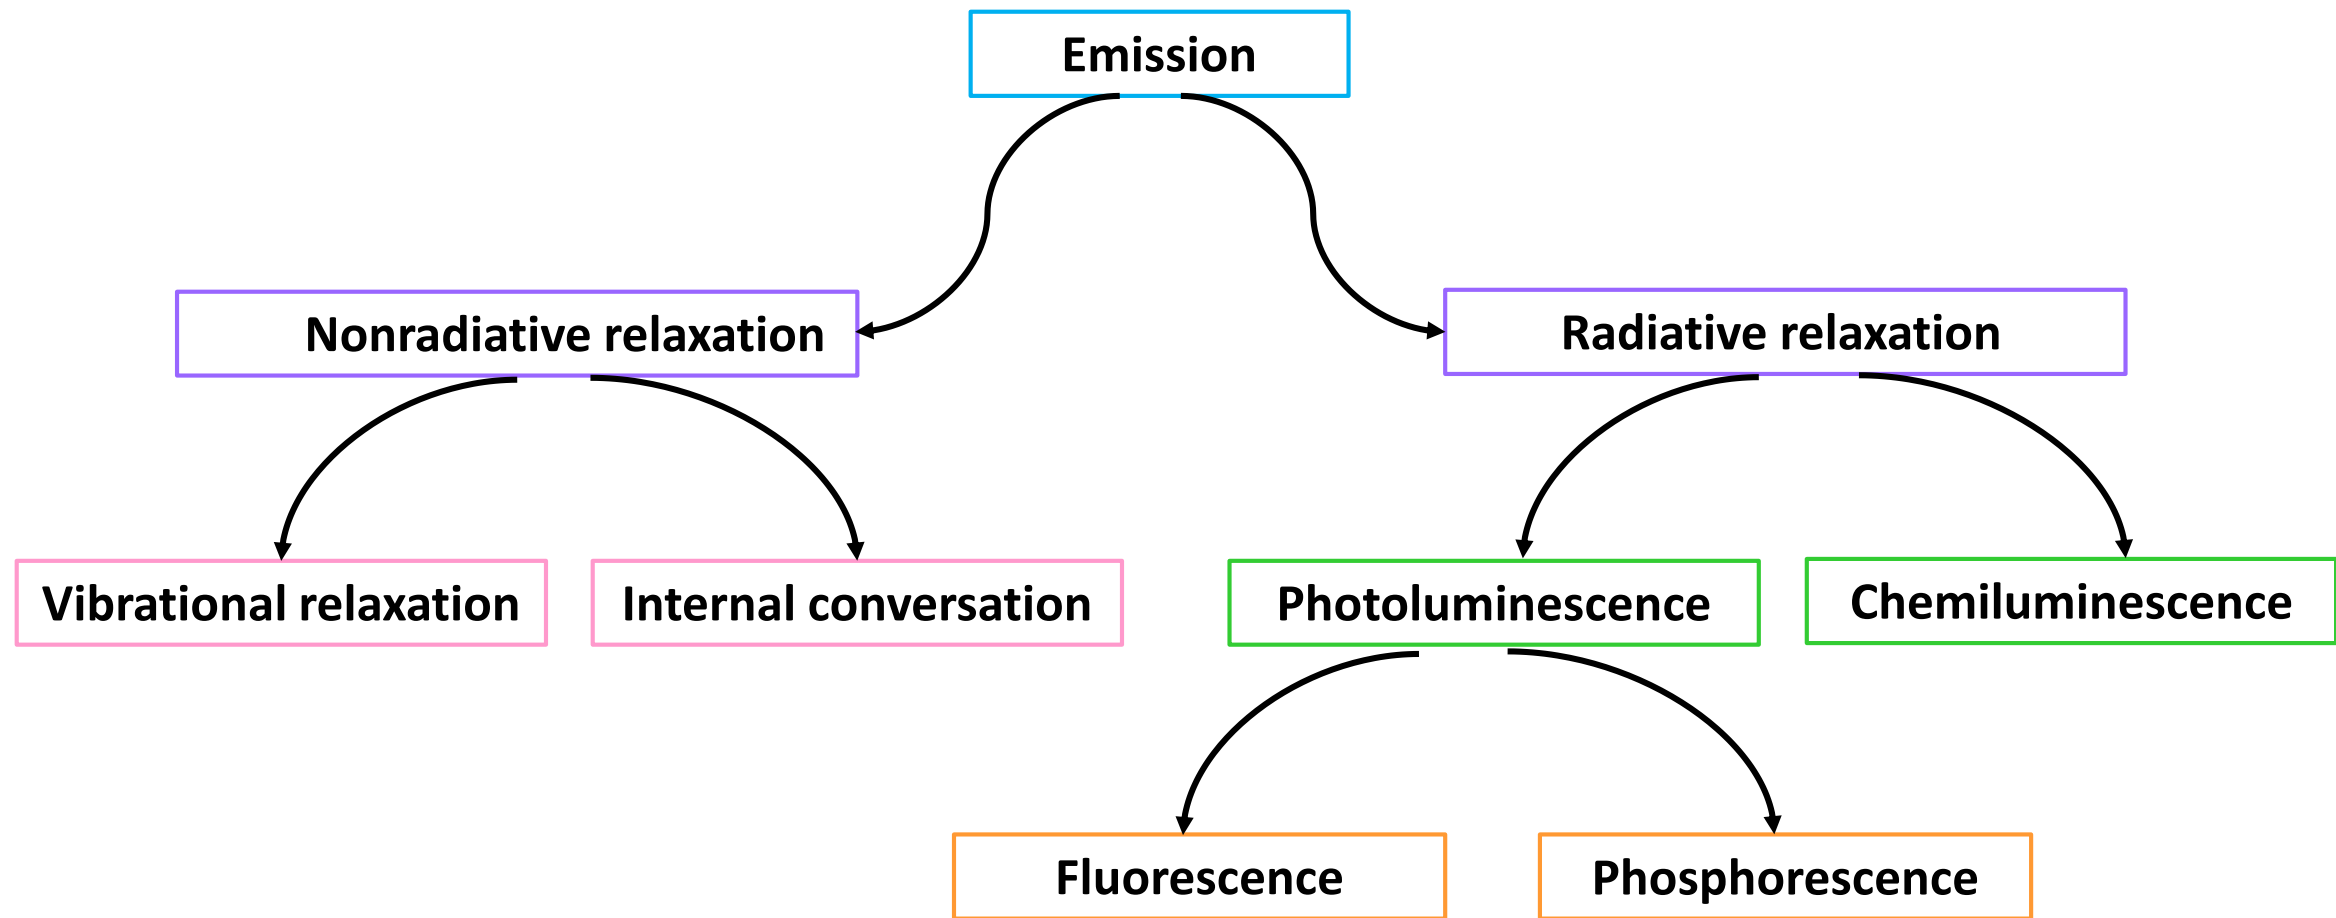 Emission
Nonradiative relaxation
Radiative relaxation
Vibrational relaxation
Internal conversation
Photoluminescence
Chemiluminescence
Fluorescence
Phosphorescence